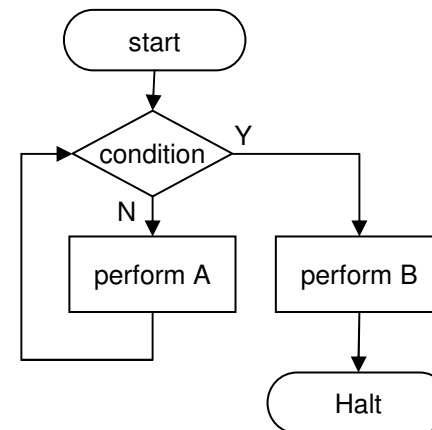 start
condition
Y
N
perform A
perform B
Halt